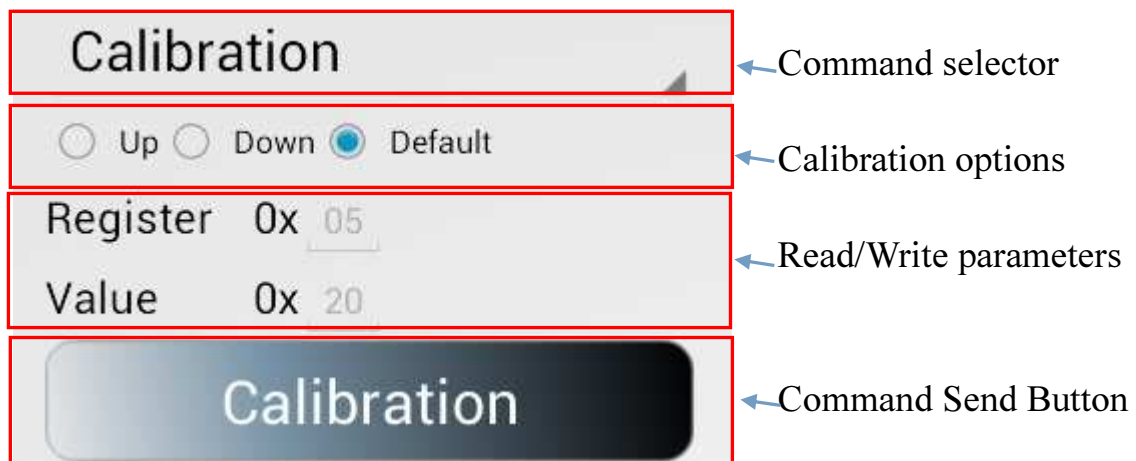 Calibration
Command selector
Up Down Default
Calibration options
Register 0x 05
Read/Write parameters
Value 0x 20
Calibration
Command Send Button